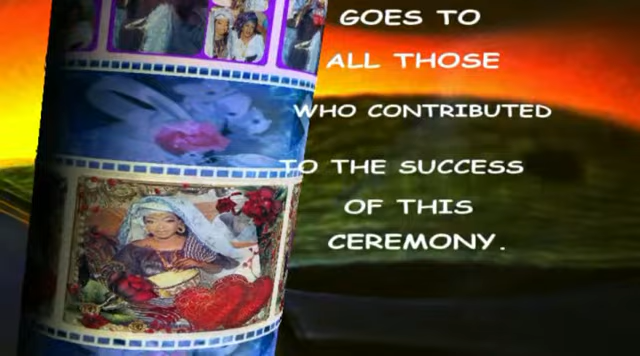 GOES TO
ALL THOSE
WHO CONTRIBUTED
TO THE SUCCESS
OF THIS
CEREMONY.